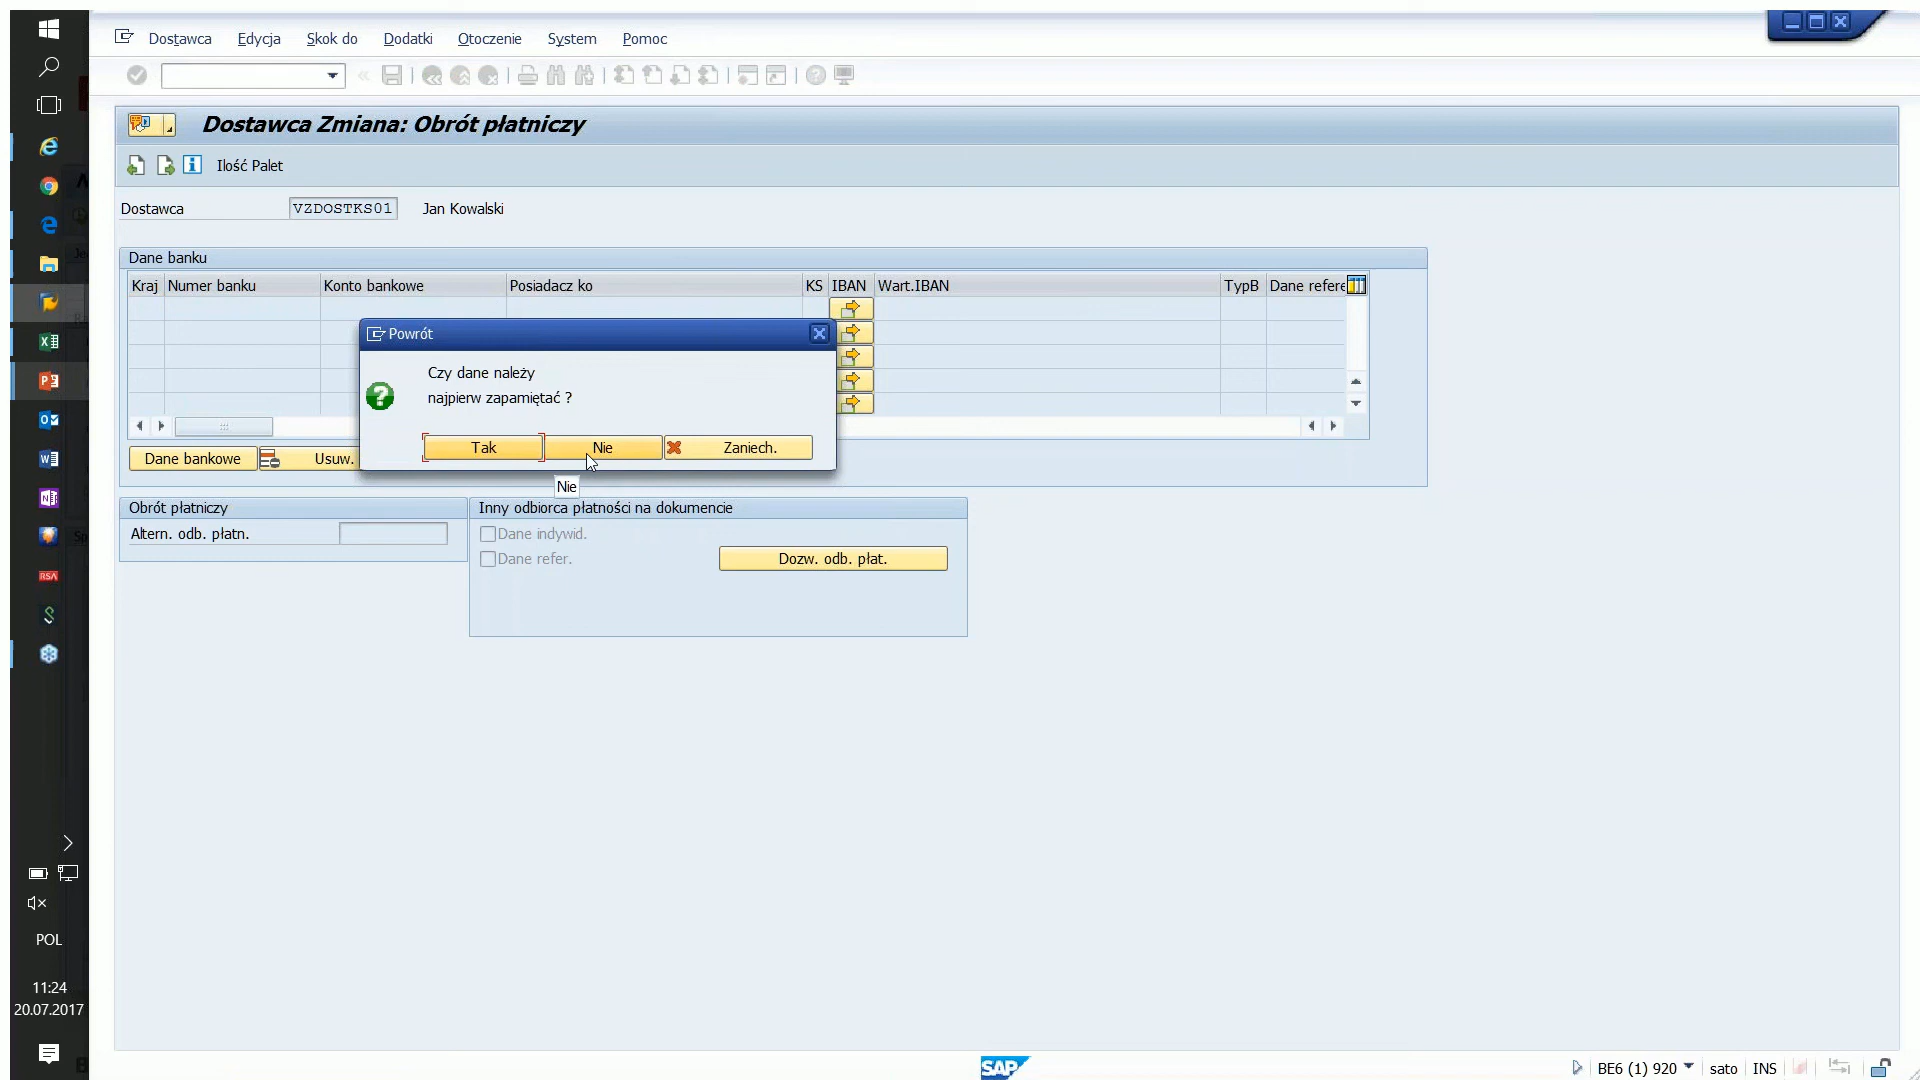 Dostawca Edycja Skok do Dodatki Otoczenie System Pomoc
Dostawca Zmiana: Obrót płatniczy
Ilość Palet
Dostawca VZDOSTKS01 Jan Kowalski
Dane banku
Kraj Numer banku Konto bankowe Posiadacz ko KS IBAN Wart.IBAN TypB Dane refere
Powrót
Czy dane należy
najpierw zapamiętać ?
Tak Nie Zaniech.
Dane bankowe Usuw.
Nie
Obrót płatniczy
Altern. odb. płatn.
Inny odbiorca płatności na dokumencie
Dane indywid.
Dane refer. Dozw. odb. płat.
RSA
POL
11:24
20.07.2017
SAP
BE6 (1) 920 sato INS